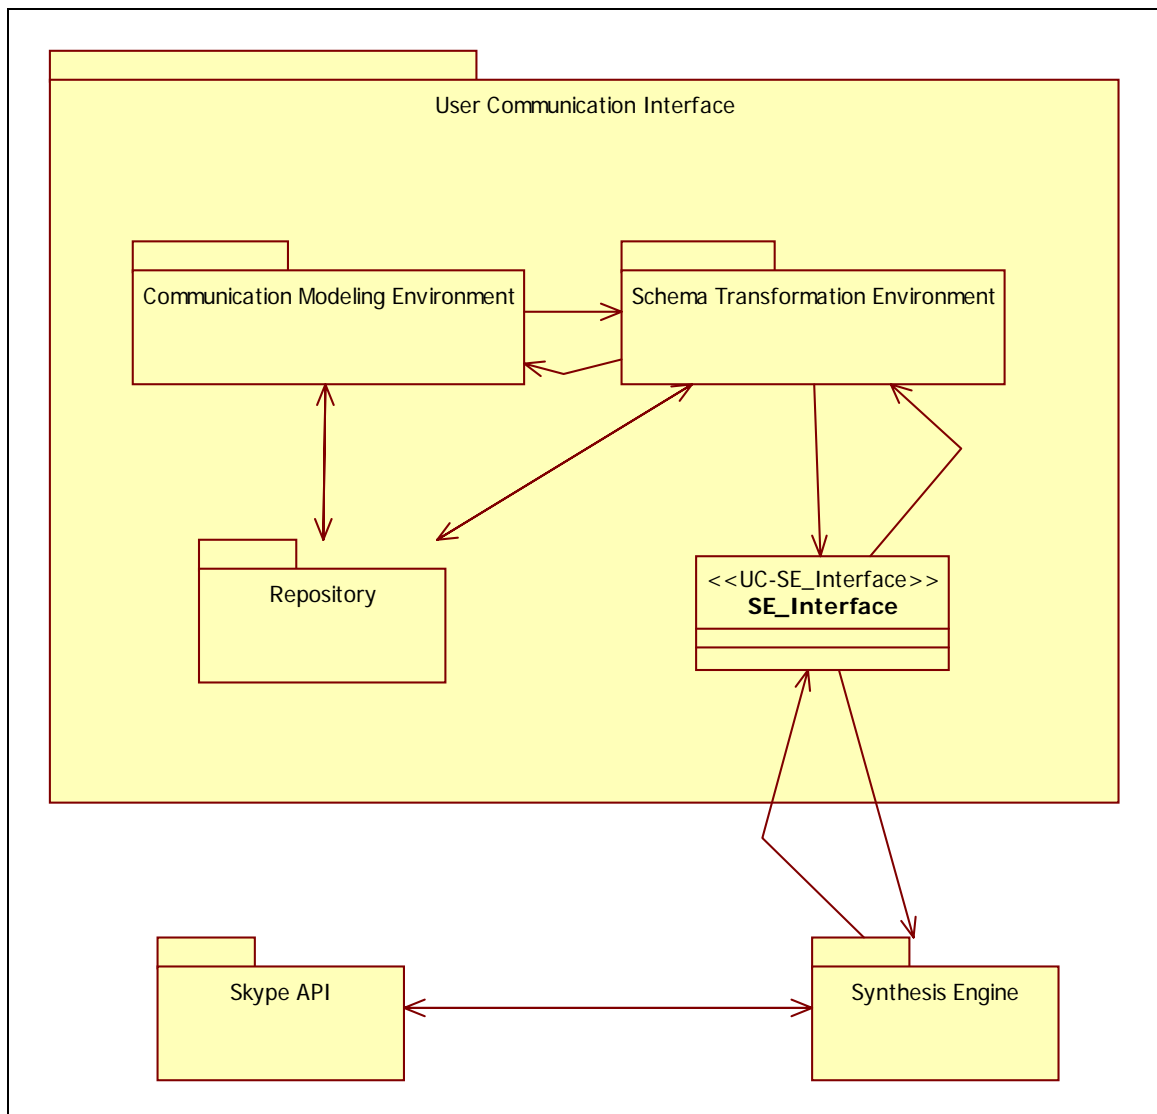 User Communication Interface
Communication Modeling Environment
Schema Transformation Environment
Repository
<<UC-SE_Interface>>
SE_Interface
Skype API
Synthesis Engine